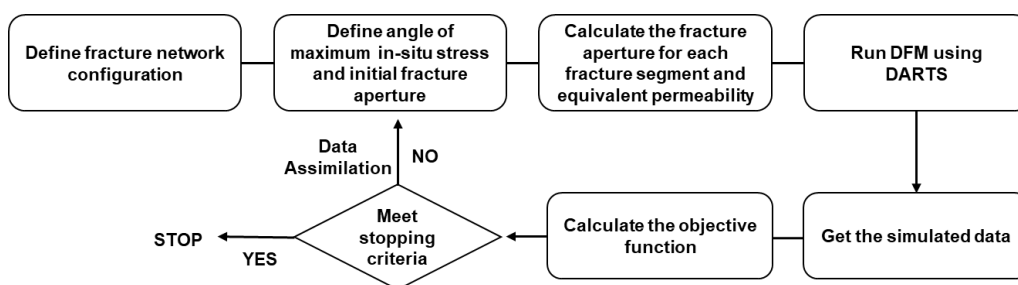 Define fracture network
configuration
Define angle of
maximum in-situ stress
and initial fracture
aperture
Calculate the fracture
aperture for each
fracture segment and
equivalent permeability
Run DFM using
DARTS
Data
Assimilation
NO
Meet
stopping
criteria
STOP
YES
Calculate the objective
function
Get the simulated data